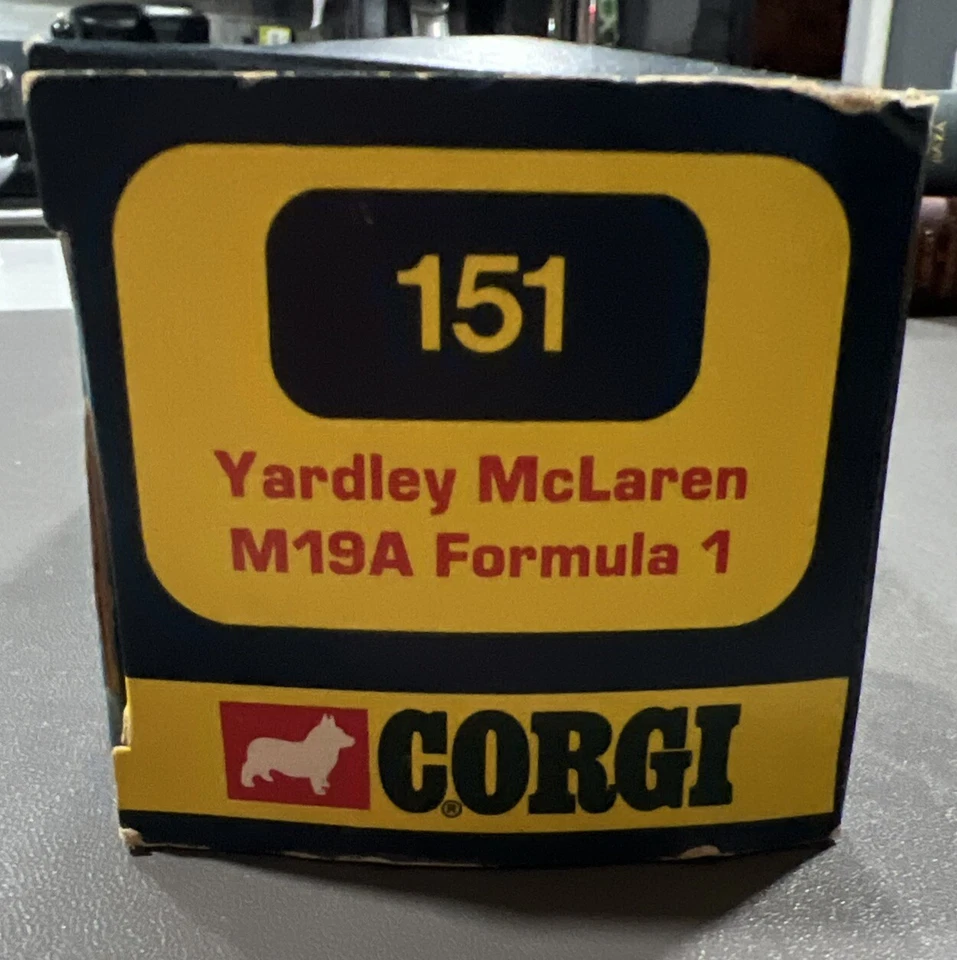 151
Yardley McLaren
M19A Formula 1
CORGI®